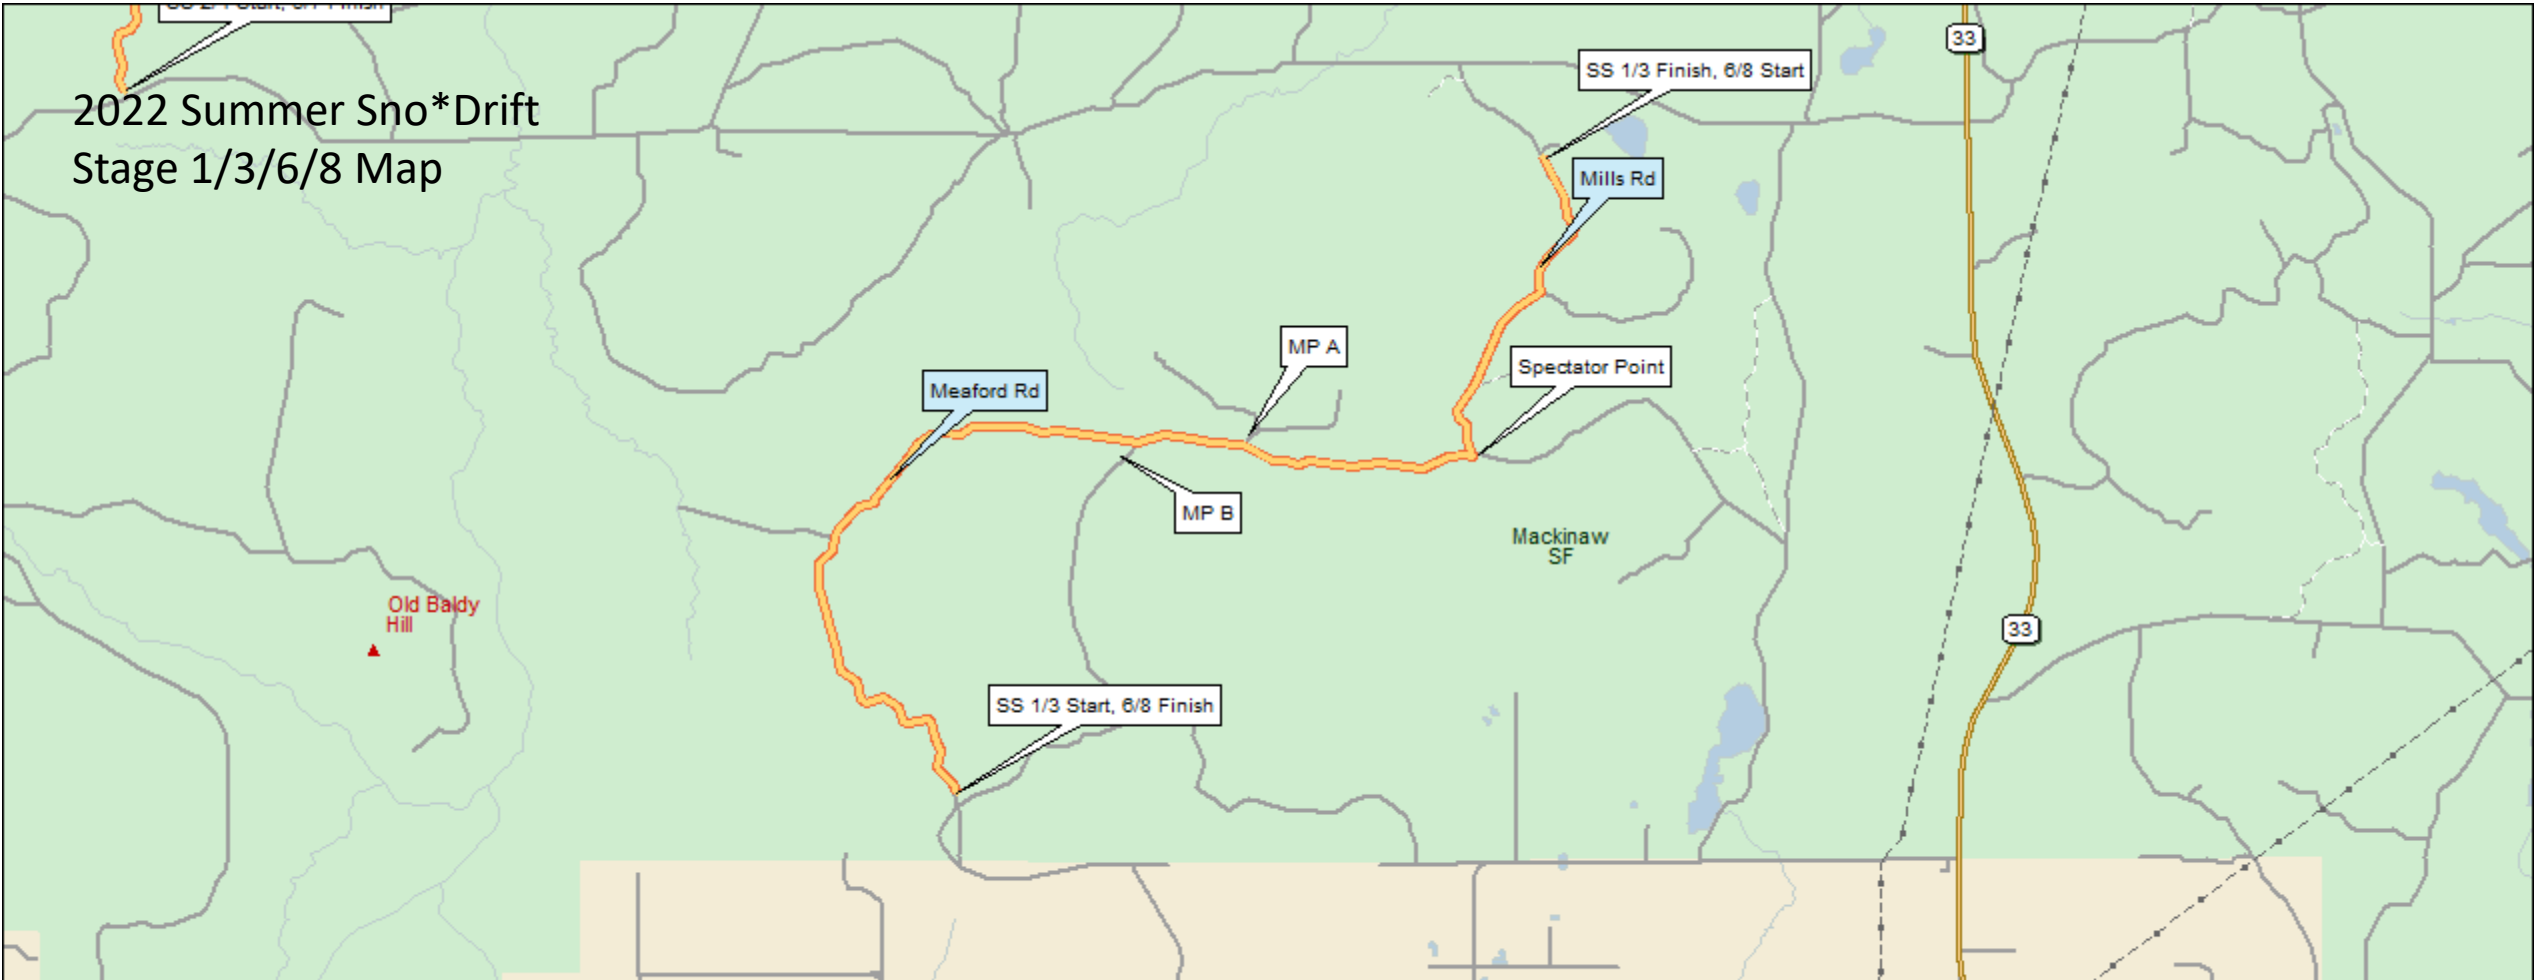 2022 Summer Sno*Drift
Stage 1/3/6/8 Map
33
SS 1/3 Finish, 6/8 Start
Mills Rd
MP A
Spectator Point
Meaford Rd
MP B
Mackinaw
SF
Old Baldy
Hill
33
SS 1/3 Start, 6/8 Finish